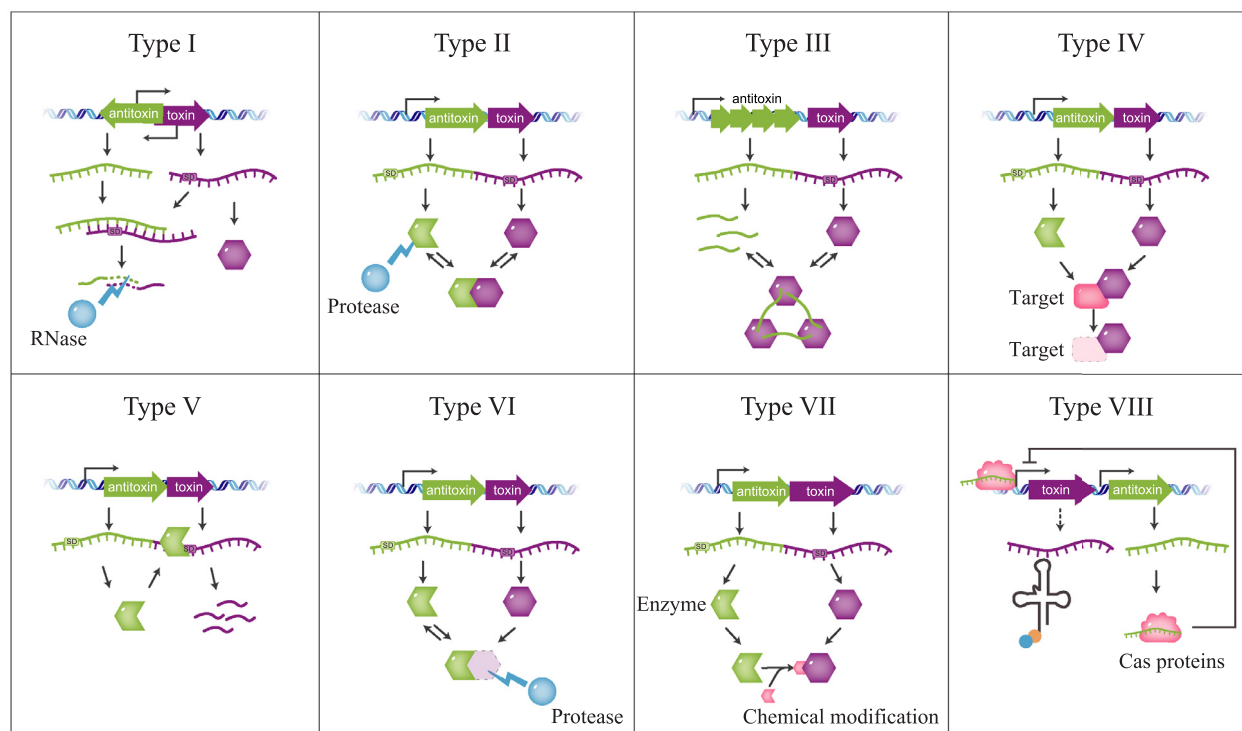 Type I
antitoxin
toxin
SD
SD
RNase
Type II
antitoxin
toxin
SD
SD
Protease
Type III
antitoxin
toxin
SD
Type IV
antitoxin
toxin
SD
SD
Target
Target
Type V
antitoxin
toxin
SD
SD
Type VI
antitoxin
toxin
SD
SD
Protease
Type VII
antitoxin
toxin
SD
SD
Enzyme
Chemical modification
Type VIII
toxin
antitoxin
Cas proteins